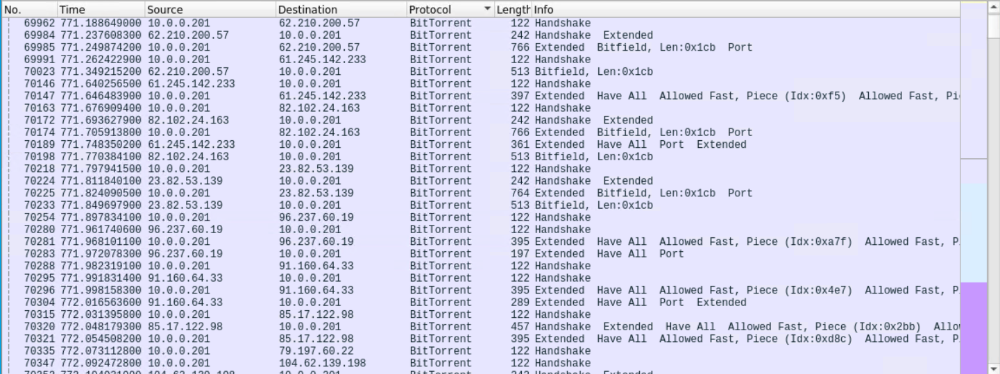 No. Time Source Destination Protocol Length Info
69962 771.188649000 10.0.0.201 62.210.200.57 BitTorrent 122 Handshake
69984 771.237608300 62.210.200.57 10.0.0.201 BitTorrent 242 Handshake Extended
69985 771.249874200 10.0.0.201 62.210.200.57 BitTorrent 766 Extended Bitfield, Len:0x1cb Port
69991 771.262422900 10.0.0.201 61.245.142.233 BitTorrent 122 Handshake
70023 771.349215200 62.210.200.57 10.0.0.201 BitTorrent 513 Bitfield, Len:0x1cb
70146 771.640256500 61.245.142.233 10.0.0.201 BitTorrent 122 Handshake
70147 771.646483900 10.0.0.201 61.245.142.233 BitTorrent 397 Extended Have All Allowed Fast, Piece (Idx:0xf5) Allowed Fast, Pi
70163 771.676909400 10.0.0.201 82.102.24.163 BitTorrent 122 Handshake
70172 771.693627900 82.102.24.163 10.0.0.201 BitTorrent 242 Handshake Extended
70174 771.705913800 10.0.0.201 82.102.24.163 BitTorrent 766 Extended Bitfield, Len:0x1cb Port
70189 771.748350200 61.245.142.233 10.0.0.201 BitTorrent 361 Extended Have All Port Extended
70198 771.770384100 82.102.24.163 10.0.0.201 BitTorrent 513 Bitfield, Len:0x1cb
70218 771.797941500 10.0.0.201 23.82.53.139 BitTorrent 122 Handshake
70224 771.811840100 23.82.53.139 10.0.0.201 BitTorrent 242 Handshake Extended
70225 771.824090500 10.0.0.201 23.82.53.139 BitTorrent 764 Extended Bitfield, Len:0x1cb Port
70233 771.849697900 23.82.53.139 10.0.0.201 BitTorrent 513 Bitfield, Len:0x1cb
70254 771.897834100 10.0.0.201 96.237.60.19 BitTorrent 122 Handshake
70280 771.961740600 96.237.60.19 10.0.0.201 BitTorrent 122 Handshake
70281 771.968101100 10.0.0.201 96.237.60.19 BitTorrent 395 Extended Have All Allowed Fast, Piece (Idx:0xa7f) Allowed Fast, P
70283 771.972078300 96.237.60.19 10.0.0.201 BitTorrent 197 Extended Have All Port
70288 771.982319100 10.0.0.201 91.160.64.33 BitTorrent 122 Handshake
70295 771.991831400 91.160.64.33 10.0.0.201 BitTorrent 122 Handshake
70296 771.998158300 10.0.0.201 91.160.64.33 BitTorrent 395 Extended Have All Allowed Fast, Piece (Idx:0x4e7) Allowed Fast, P
70304 772.016563600 91.160.64.33 10.0.0.201 BitTorrent 289 Extended Have All Port Extended
70315 772.031395800 10.0.0.201 85.17.122.98 BitTorrent 122 Handshake
70320 772.048179300 85.17.122.98 10.0.0.201 BitTorrent 457 Handshake Extended Have All Allowed Fast, Piece (Idx:0x2bb) Allo
70321 772.054508200 10.0.0.201 85.17.122.98 BitTorrent 395 Extended Have All Allowed Fast, Piece (Idx:0xd8c) Allowed Fast, P
70335 772.073112800 10.0.0.201 79.197.60.22 BitTorrent 122 Handshake
70347 772.092472800 10.0.0.201 104.62.139.198 BitTorrent 122 Handshake